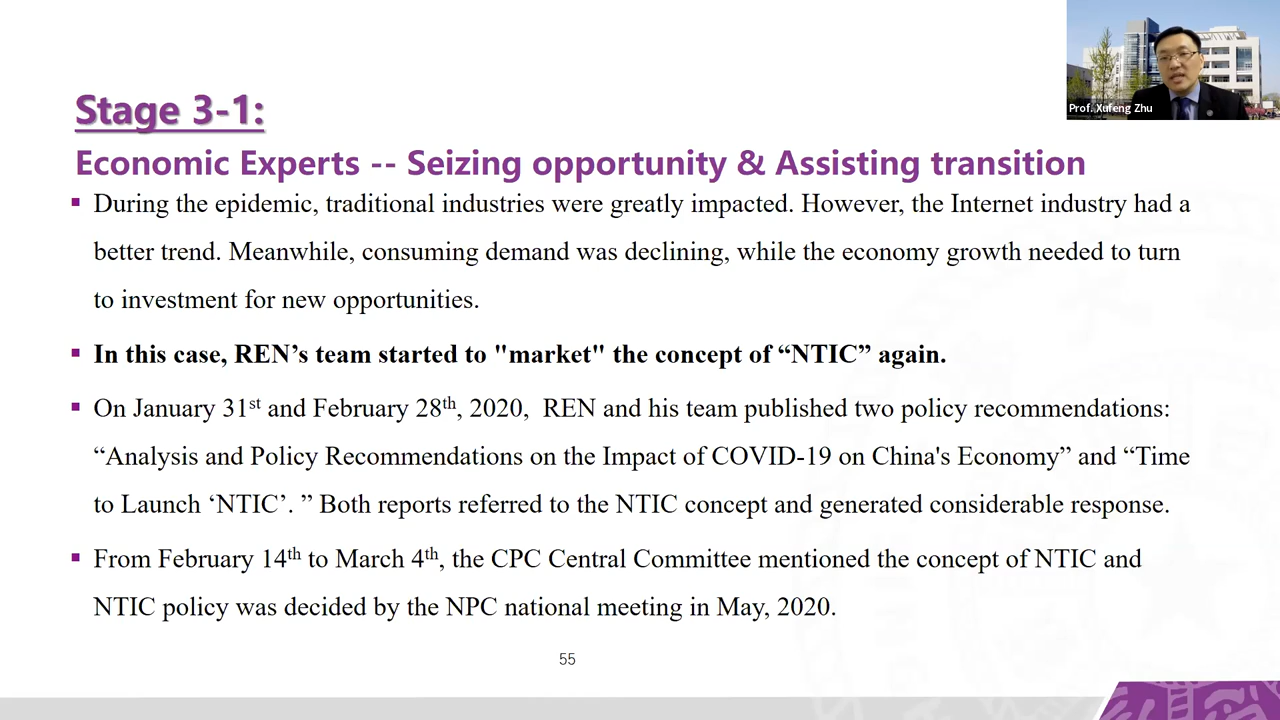 Prof. Xufeng Zhu
Stage 3-1:
Economic Experts -- Seizing opportunity & Assisting transition
▪ During the epidemic, traditional industries were greatly impacted. However, the Internet industry had a
better trend. Meanwhile, consuming demand was declining, while the economy growth needed to turn
to investment for new opportunities.
▪ In this case, REN’s team started to "market" the concept of “NTIC” again.
▪ On January 31st and February 28th, 2020, REN and his team published two policy recommendations:
“Analysis and Policy Recommendations on the Impact of COVID-19 on China's Economy” and “Time
to Launch ‘NTIC’. ” Both reports referred to the NTIC concept and generated considerable response.
▪ From February 14th to March 4th, the CPC Central Committee mentioned the concept of NTIC and
NTIC policy was decided by the NPC national meeting in May, 2020.
55